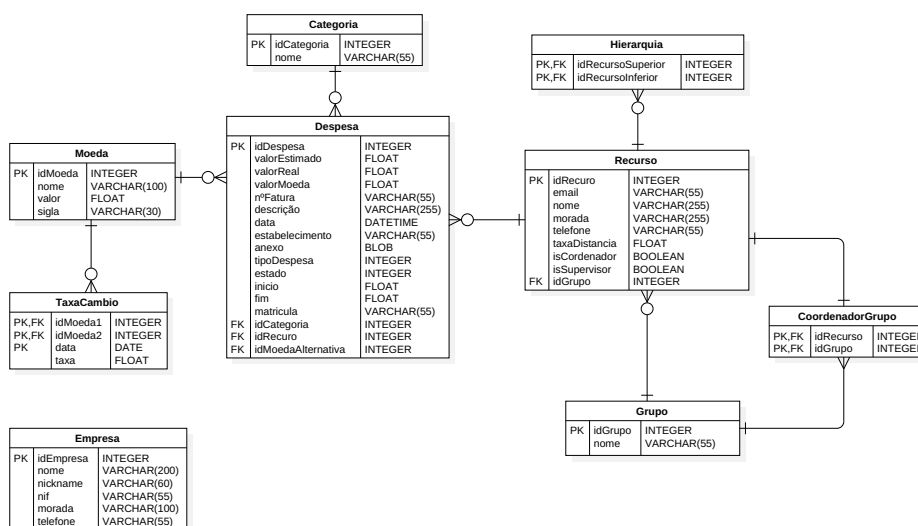 Categoria
PK idCategoria INTEGER
nome VARCHAR(55)
Hierarquia
PK,FK idRecursoSuperior INTEGER
PK,FK idRecursoInferior INTEGER
Despesa
PK idDespesa INTEGER
valorEstimado FLOAT
valorReal FLOAT
valorMoeda FLOAT
nºFatura VARCHAR(55)
descrição VARCHAR(255)
data DATETIME
estabelecimento VARCHAR(55)
anexo BLOB
tipoDespesa INTEGER
estado INTEGER
inicio FLOAT
fim FLOAT
matricula VARCHAR(55)
FK idCategoria INTEGER
FK idRecuro INTEGER
FK idMoedaAlternativa INTEGER
Moeda
PK idMoeda INTEGER
nome VARCHAR(100)
valor FLOAT
sigla VARCHAR(30)
Recurso
PK idRecuro INTEGER
email VARCHAR(55)
nome VARCHAR(255)
morada VARCHAR(255)
telefone VARCHAR(55)
taxaDistancia FLOAT
isCordenador BOOLEAN
isSupervisor BOOLEAN
FK idGrupo INTEGER
TaxaCambio
PK,FK idMoeda1 INTEGER
PK,FK idMoeda2 INTEGER
PK data DATE
taxa FLOAT
CoordenadorGrupo
PK,FK idRecurso INTEGER
PK,FK idGrupo INTEGER
Grupo
PK idGrupo INTEGER
nome VARCHAR(55)
Empresa
PK idEmpresa INTEGER
nome VARCHAR(200)
nickname VARCHAR(60)
nif VARCHAR(55)
morada VARCHAR(100)
telefone VARCHAR(55)